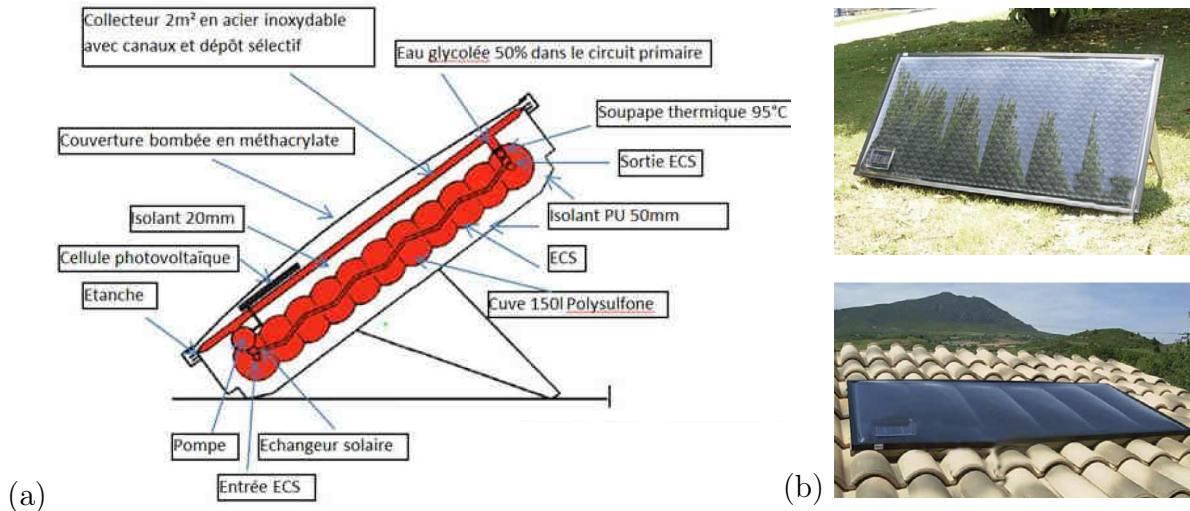 Collecteur 2m² en acier inoxydable
avec canaux et dépôt sélectif
Eau glycolée 50% dans le circuit primaire
Soupape thermique 95°C
Couverture bombée en méthacrylate
Sortie ECS
Isolant 20mm
Isolant PU 50mm
Cellule photovoltaïque
ECS
Etanche
Cuve 150l Polysulfone
Pompe
Echangeur solaire
Entrée ECS
(a)
(b)